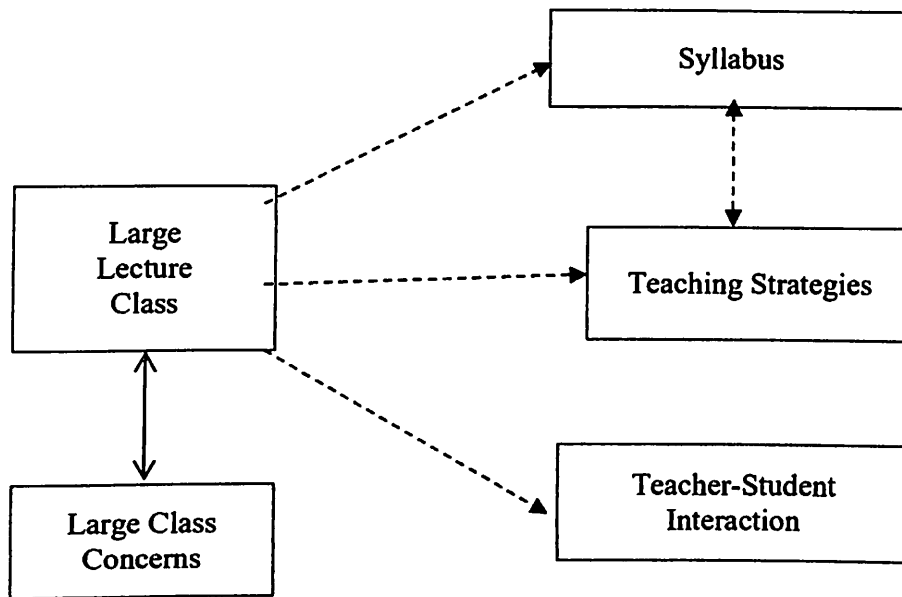 Syllabus
Large
Lecture
Class
Teaching Strategies
Teacher-Student
Interaction
Large Class
Concerns